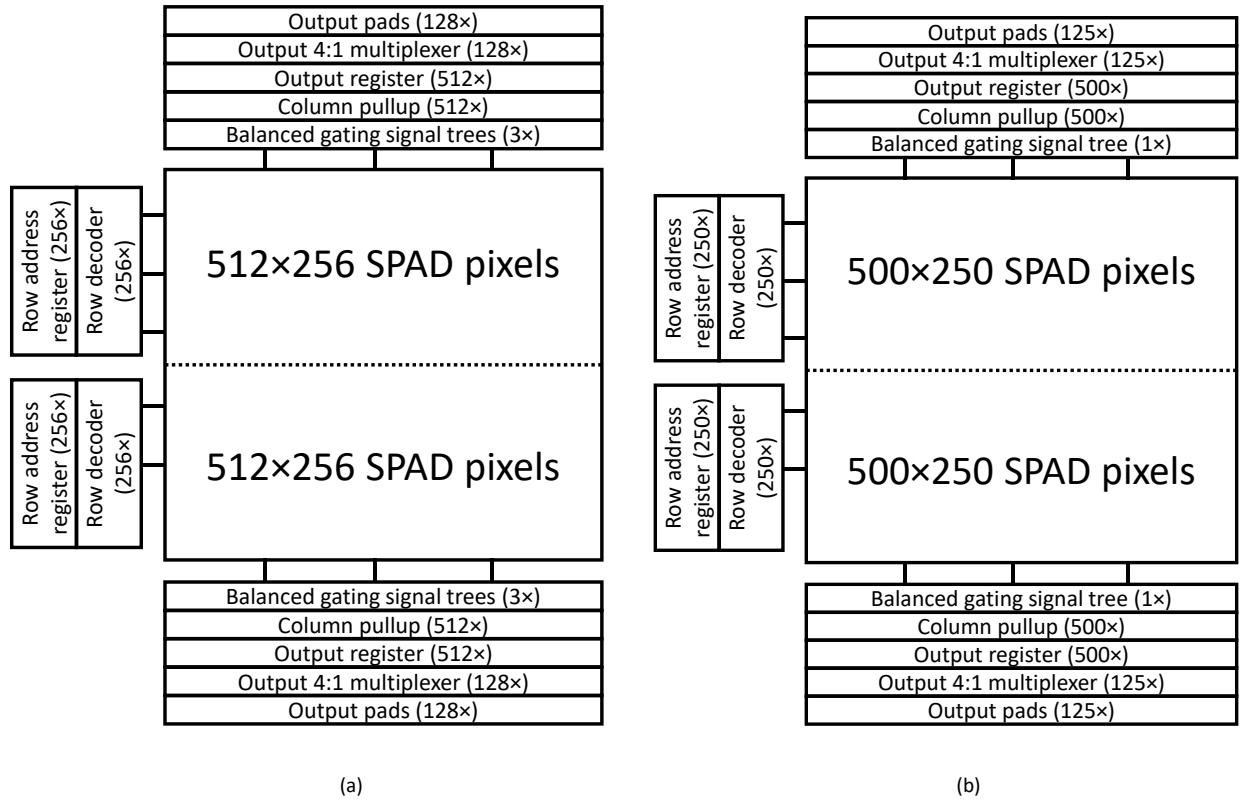 Output pads (128×)
Output 4:1 multiplexer (128×)
Output register (512×)
Column pullup (512×)
Balanced gating signal trees (3×)
Row address
register (256×)
Row decoder
(256×)
512×256 SPAD pixels
Row address
register (256×)
Row decoder
(256×)
512×256 SPAD pixels
Balanced gating signal trees (3×)
Column pullup (512×)
Output register (512×)
Output 4:1 multiplexer (128×)
Output pads (128×)
(a)
Output pads (125×)
Output 4:1 multiplexer (125×)
Output register (500×)
Column pullup (500×)
Balanced gating signal tree (1×)
Row address
register (250×)
Row decoder
(250×)
500×250 SPAD pixels
Row address
register (250×)
Row decoder
(250×)
500×250 SPAD pixels
Balanced gating signal tree (1×)
Column pullup (500×)
Output register (500×)
Output 4:1 multiplexer (125×)
Output pads (125×)
(b)